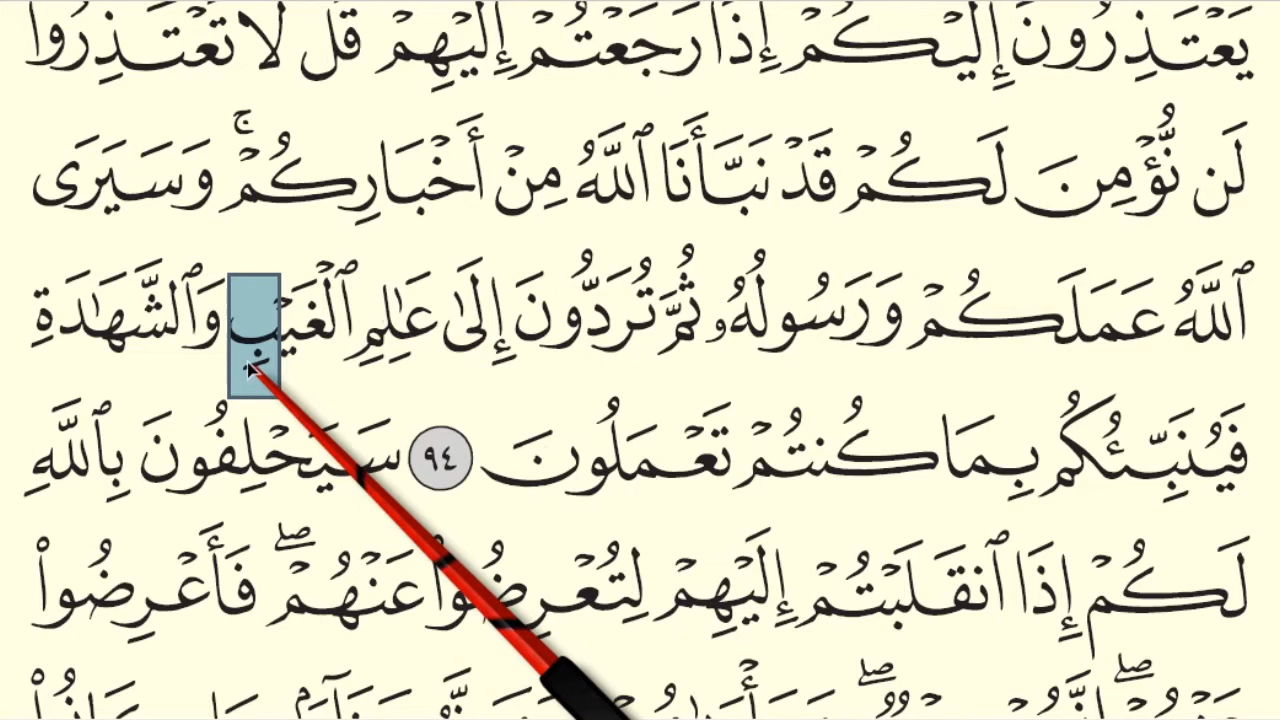 يَعْتَذِرُونَ إِلَيْكُمْ إِذَا رَجَعْتُمْ إِلَيْهِمْ قُل لَّا تَعْتَذِرُوا۟
لَن نُّؤْمِنَ لَكُمْ قَدْ نَبَّأَنَا ٱللَّهُ مِنْ أَخْبَارِكُمْ ۚ وَسَيَرَى
ٱللَّهُ عَمَلَكُمْ وَرَسُولُهُۥ ثُمَّ تُرَدُّونَ إِلَىٰ عَـٰلِمِ ٱلْغَيْبِ وَٱلشَّهَـٰدَةِ
فَيُنَبِّئُكُم بِمَا كُنتُمْ تَعْمَلُونَ ٩٤ سَيَحْلِفُونَ بِٱللَّهِ
لَكُمْ إِذَا ٱنقَلَبْتُمْ إِلَيْهِمْ لِتُعْرِضُوا۟ عَنْهُمْ ۖ فَأَعْرِضُوا۟